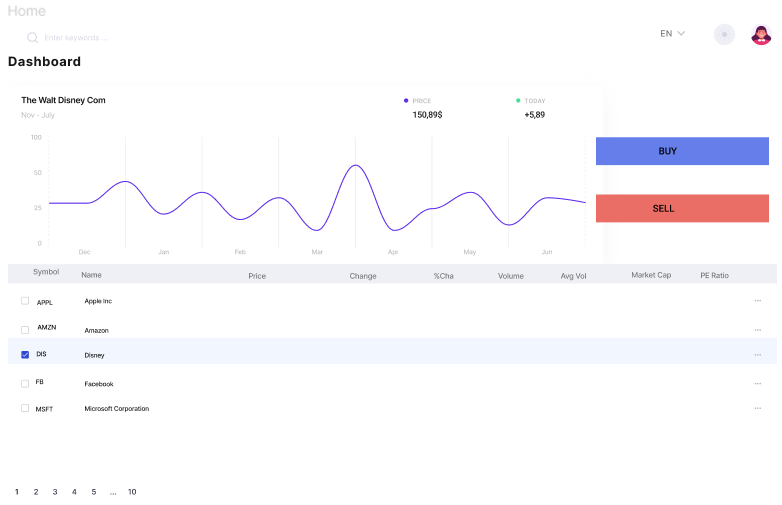 Home
Enter keywords ...
EN
Dashboard
The Walt Disney Com
PRICE
TODAY
Nov - July
150,89$
+5,89
100
50
25
0
Dec Jan Feb Mar Apr May Jun
BUY
SELL
Symbol Name Price Change %Cha Volume Avg Vol Market Cap PE Ratio
APPL Apple Inc ...
AMZN Amazon ...
DIS Disney ...
FB Facebook ...
MSFT Microsoft Corporation ...
1 2 3 4 5 ... 10